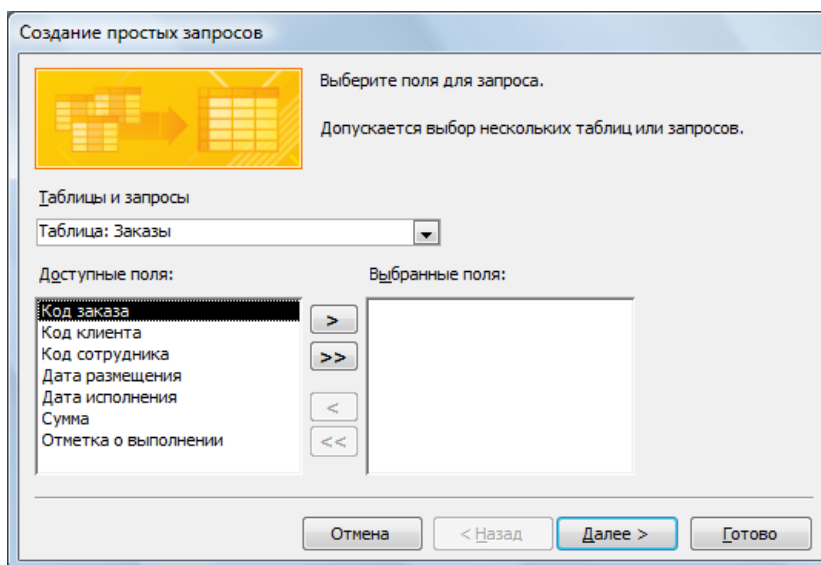 Создание простых запросов
Выберите поля для запроса.
Допускается выбор нескольких таблиц или запросов.
Таблицы и запросы
Таблица: Заказы
Доступные поля:
Выбранные поля:
Код заказа
Код клиента
Код сотрудника
Дата размещения
Дата исполнения
Сумма
Отметка о выполнении
>
>>
<
<<
Отмена
< Назад
Далее >
Готово